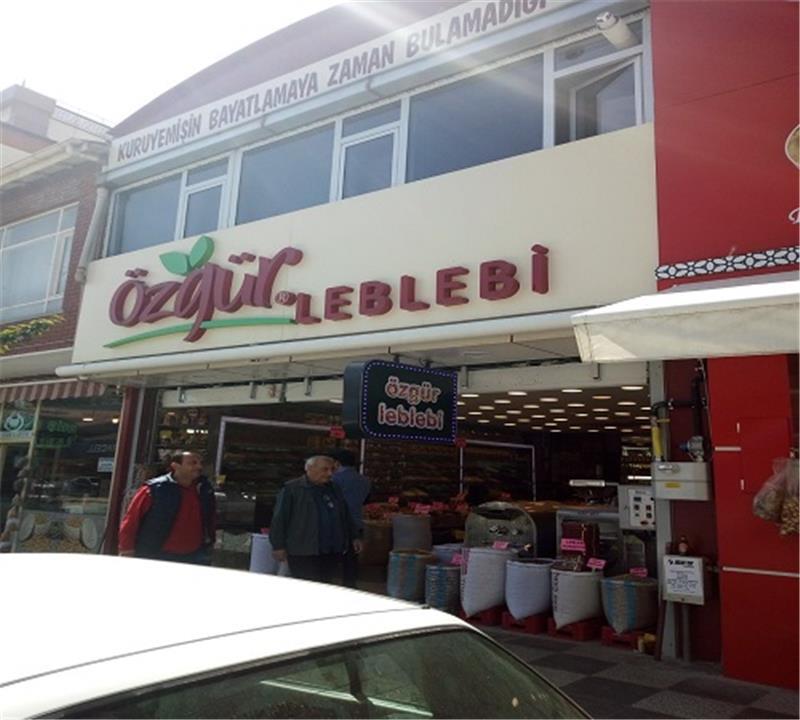 KURUYEMİŞİN BAYATLAMAYA ZAMAN BULAMADIĞI
özgür® LEBLEBİ
özgür
leblebi